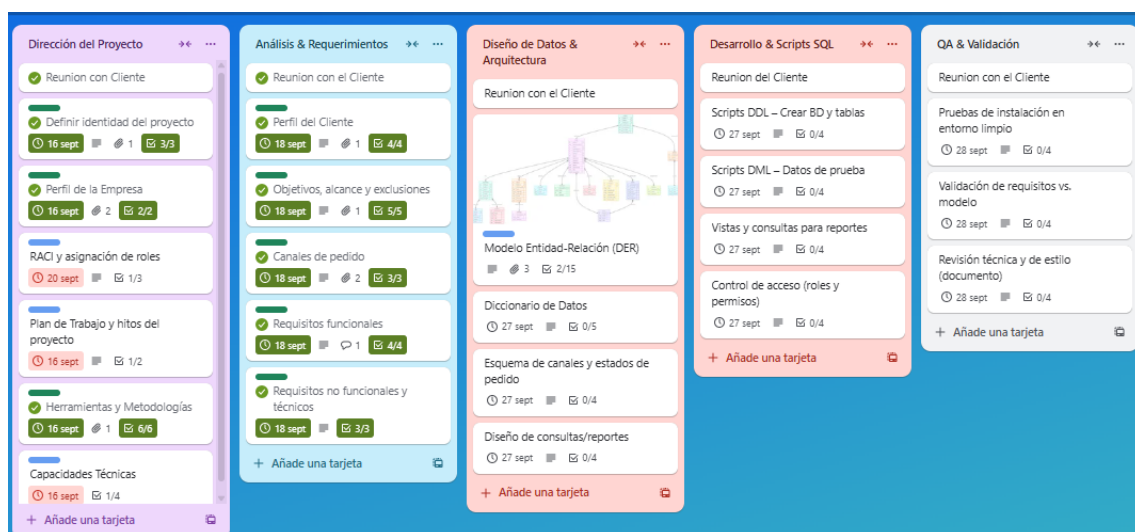 Dirección del Proyecto
Reunion con Cliente
Definir identidad del proyecto
16 sept 1 3/3
Perfil de la Empresa
16 sept 2 2/2
RACI y asignación de roles
20 sept 1/3
Plan de Trabajo y hitos del
proyecto
16 sept 1/2
Herramientas y Metodologías
16 sept 1 6/6
Capacidades Técnicas
16 sept 1/4
+ Añade una tarjeta
Análisis & Requerimientos
Reunion con el Cliente
Perfil del Cliente
18 sept 1 4/4
Objetivos, alcance y exclusiones
18 sept 1 5/5
Canales de pedido
18 sept 2 3/3
Requisitos funcionales
18 sept 1 4/4
Requisitos no funcionales y
técnicos
18 sept 3/3
+ Añade una tarjeta
Diseño de Datos &
Arquitectura
Reunion con el Cliente
Modelo Entidad-Relación (DER)
3 2/15
Diccionario de Datos
27 sept 0/5
Esquema de canales y estados de
pedido
27 sept 0/4
Diseño de consultas/reportes
27 sept 0/4
+ Añade una tarjeta
Desarrollo & Scripts SQL
Reunion del Cliente
Scripts DDL – Crear BD y tablas
27 sept 0/4
Scripts DML – Datos de prueba
27 sept 0/4
Vistas y consultas para reportes
27 sept 0/4
Control de acceso (roles y
permisos)
27 sept 0/4
+ Añade una tarjeta
QA & Validación
Reunion con el Cliente
Pruebas de instalación en
entorno limpio
28 sept 0/4
Validación de requisitos vs.
modelo
28 sept 0/4
Revisión técnica y de estilo
(documento)
28 sept 0/4
+ Añade una tarjeta